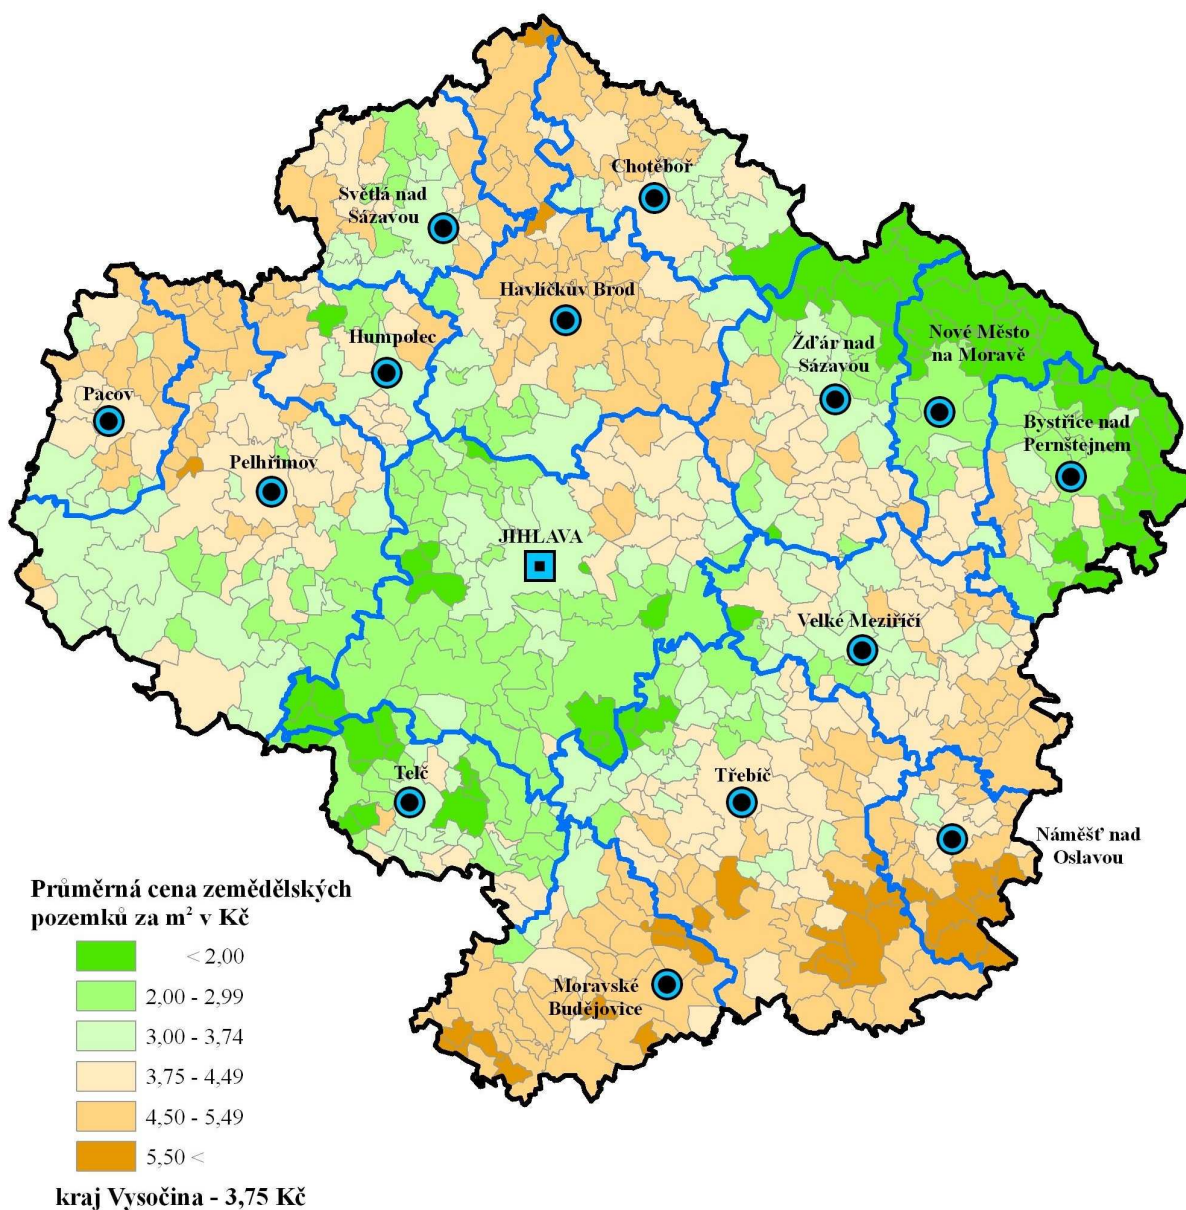 Chotěboř
Světlá nad
Sázavou
Havlíčkův Brod
Humpolec
Žďár nad
Sázavou
Nové Město
na Moravě
Pacov
Bystřice nad
Pernštejnem
Pelhřimov
JIHLAVA
Velké Meziříčí
Telč
Třebíč
Náměšť nad
Oslavou
Moravské
Budějovice
Průměrná cena zemědělských
pozemků za m² v Kč
< 2,00
2,00 - 2,99
3,00 - 3,74
3,75 - 4,49
4,50 - 5,49
5,50 <
kraj Vysočina - 3,75 Kč